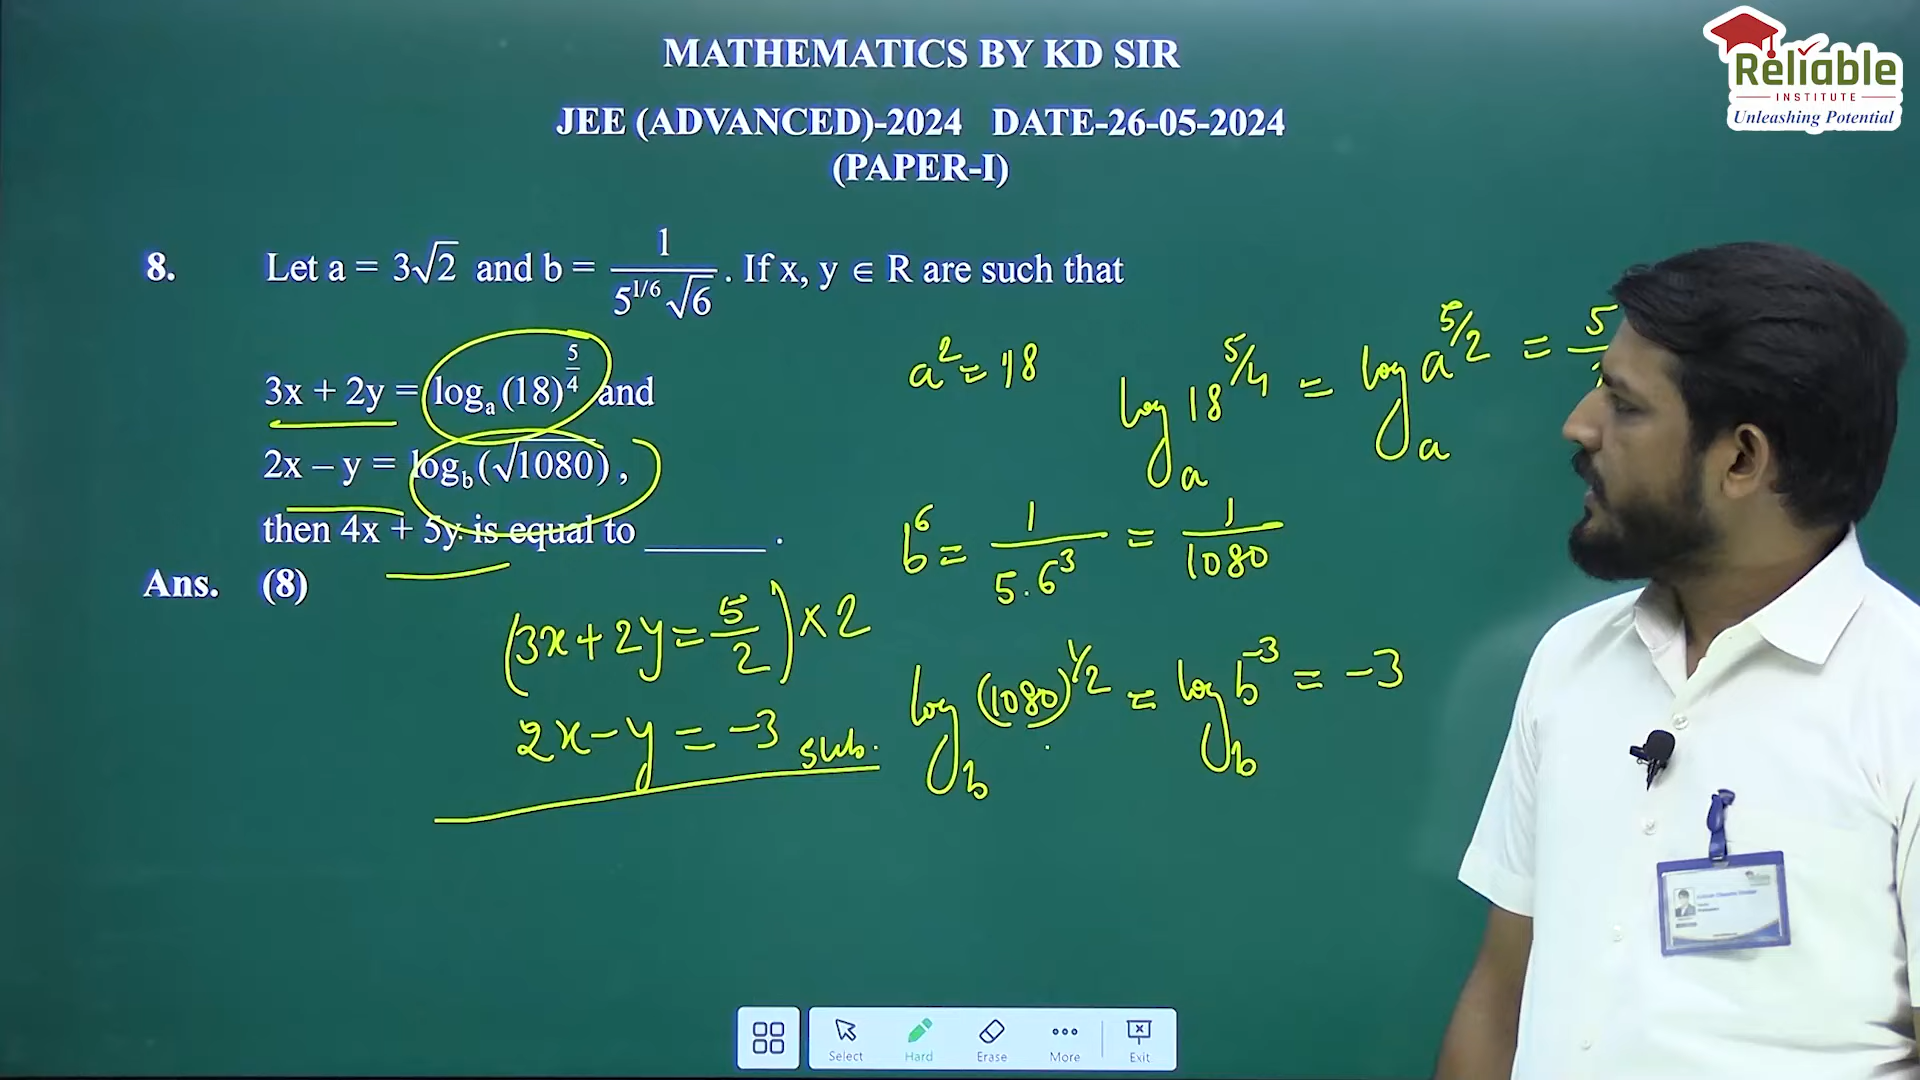 MATHEMATICS BY KD SIR
Reliable
INSTITUTE
Unleashing Potential
JEE (ADVANCED)-2024 DATE-26-05-2024
(PAPER-I)
8. Let a = 3√2 and b = 1/(5^{1/6}√6). If x, y ∈ R are such that
3x + 2y = log_a (18)^{5/4} and
2x – y = log_b (√1080),
then 4x + 5y is equal to ______ .
Ans. (8)
a² = 18
log_a 18^{5/4} = log_a a^{5/2} = 5
b⁶ = 1/(5.6³) = 1/1080
(3x + 2y = 5/2) × 2
2x – y = –3 sub.
log_b (1080)^{1/2} = log_b b^{-3} = –3
Select
Hard
Erase
More
Exit